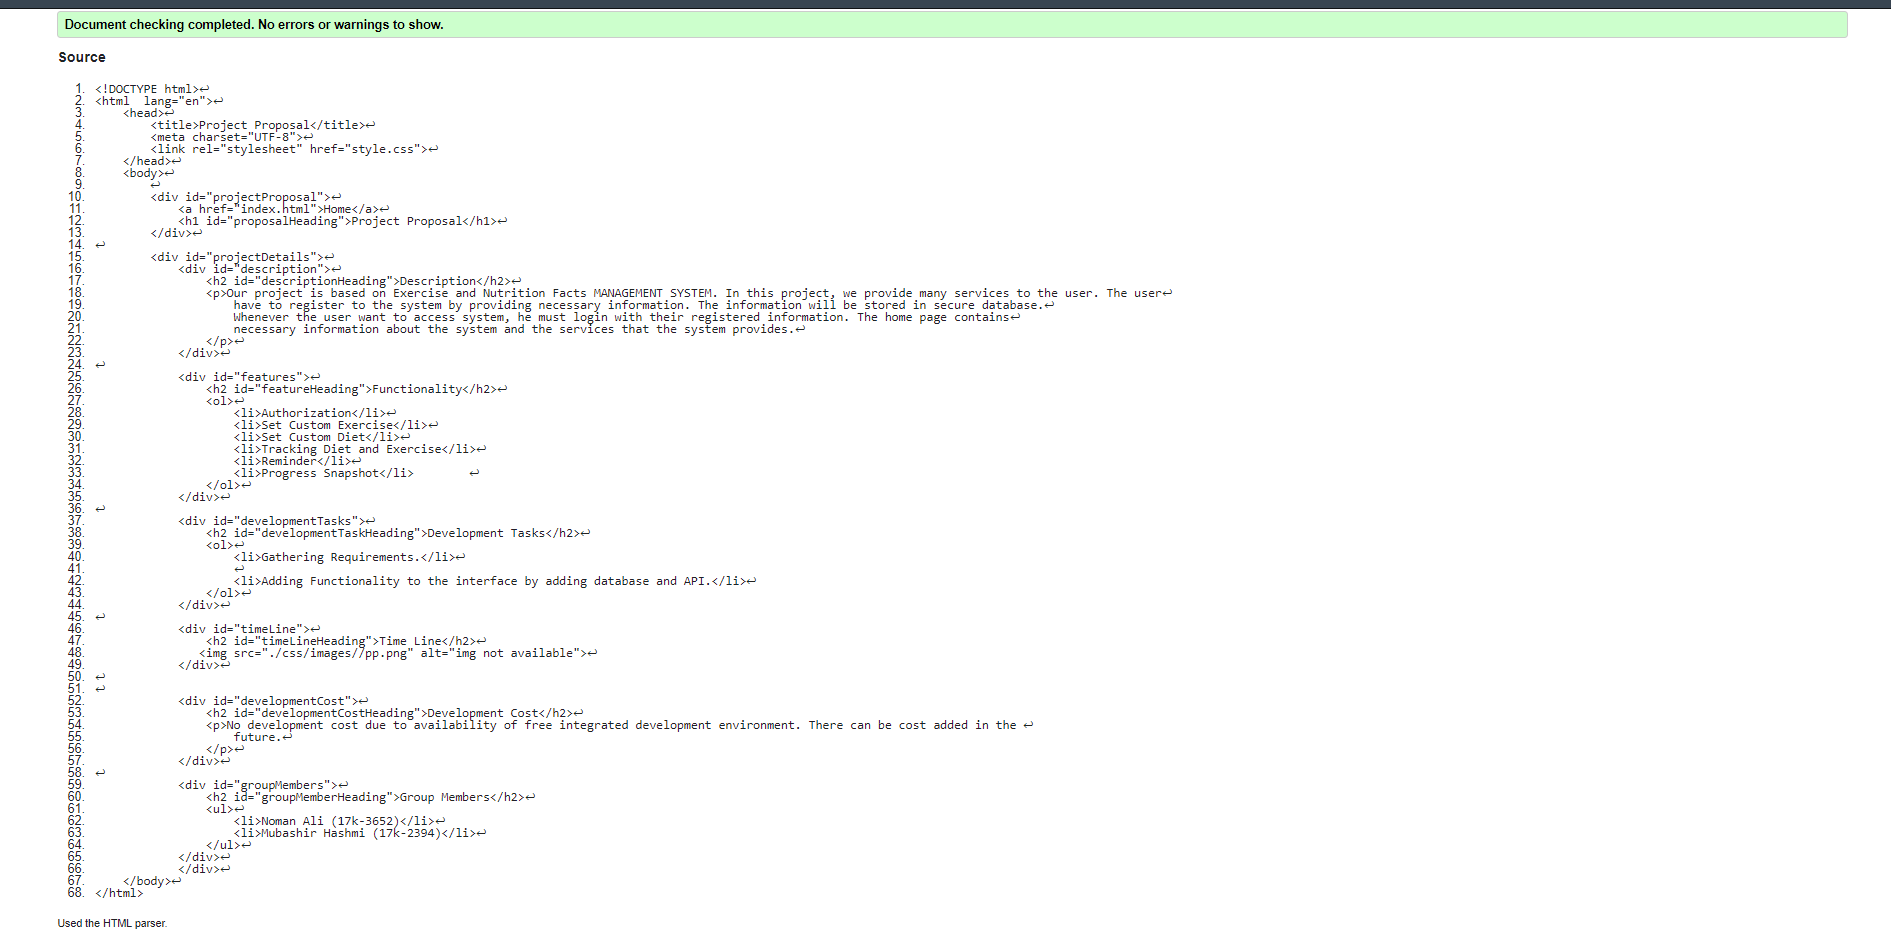 Document checking completed. No errors or warnings to show.
Source
1. <!DOCTYPE html>↩
2. <html  lang="en">↩
3.     <head>↩
4.         <title>Project Proposal</title>↩
5.         <meta charset="UTF-8">↩
6.         <link rel="stylesheet" href="style.css">↩
7.     </head>↩
8.     <body>↩
9.         ↩
10.         <div id="projectProposal">↩
11.             <a href="index.html">Home</a>↩
12.             <h1 id="proposalHeading">Project Proposal</h1>↩
13.         </div>↩
14. ↩
15.         <div id="projectDetails">↩
16.             <div id="description">↩
17.                 <h2 id="descriptionHeading">Description</h2>↩
18.                 <p>Our project is based on Exercise and Nutrition Facts MANAGEMENT SYSTEM. In this project, we provide many services to the user. The user↩
19.                     have to register to the system by providing necessary information. The information will be stored in secure database.↩
20.                     Whenever the user want to access system, he must login with their registered information. The home page contains↩
21.                     necessary information about the system and the services that the system provides.↩
22.                 </p>↩
23.             </div>↩
24. ↩
25.             <div id="features">↩
26.                 <h2 id="featureHeading">Functionality</h2>↩
27.                 <ol>↩
28.                     <li>Authorization</li>↩
29.                     <li>Set Custom Exercise</li>↩
30.                     <li>Set Custom Diet</li>↩
31.                     <li>Tracking Diet and Exercise</li>↩
32.                     <li>Reminder</li>↩
33.                     <li>Progress Snapshot</li>        ↩
34.                 </ol>↩
35.             </div>↩
36. ↩
37.             <div id="developmentTasks">↩
38.                 <h2 id="developmentTaskHeading">Development Tasks</h2>↩
39.                 <ol>↩
40.                     <li>Gathering Requirements.</li>↩
41.                     ↩
42.                     <li>Adding Functionality to the interface by adding database and API.</li>↩
43.                 </ol>↩
44.             </div>↩
45. ↩
46.             <div id="timeLine">↩
47.                 <h2 id="timeLineHeading">Time Line</h2>↩
48.                <img src="./css/images//pp.png" alt="img not available">↩
49.             </div>↩
50. ↩
51. ↩
52.             <div id="developmentCost">↩
53.                 <h2 id="developmentCostHeading">Development Cost</h2>↩
54.                 <p>No development cost due to availability of free integrated development environment. There can be cost added in the ↩
55.                     future.↩
56.                 </p>↩
57.             </div>↩
58. ↩
59.             <div id="groupMembers">↩
60.                 <h2 id="groupMemberHeading">Group Members</h2>↩
61.                 <ul>↩
62.                     <li>Noman Ali (17k-3652)</li>↩
63.                     <li>Mubashir Hashmi (17k-2394)</li>↩
64.                 </ul>↩
65.             </div>↩
66.             </div>↩
67.     </body>↩
68. </html>
Used the HTML parser.